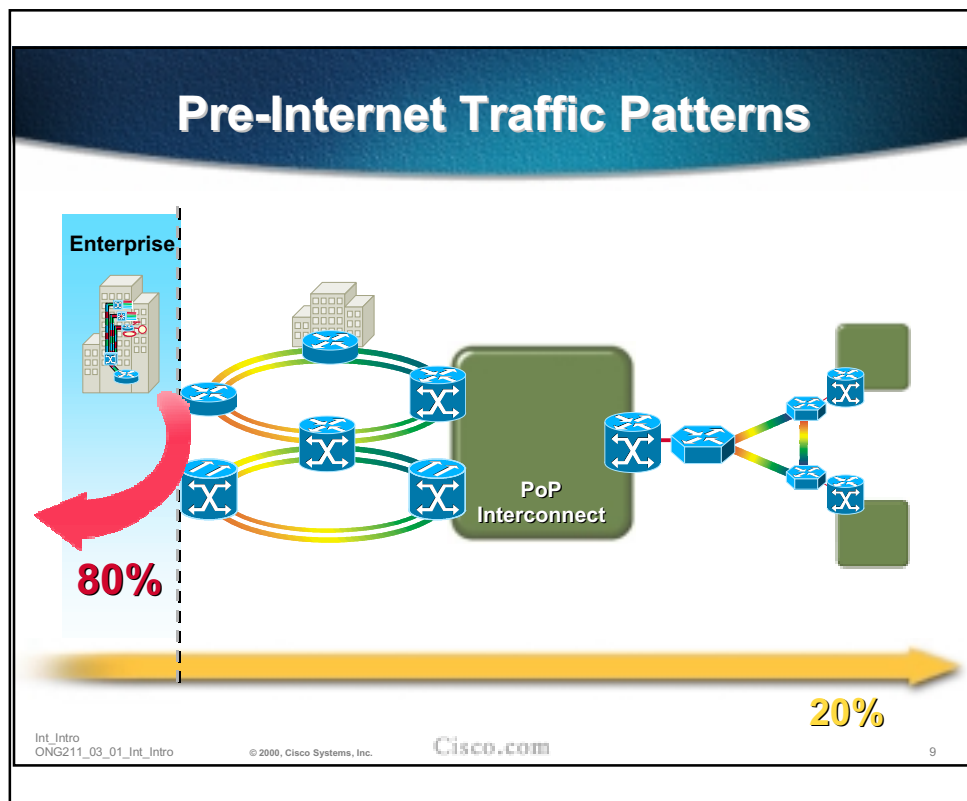 Pre-Internet Traffic Patterns
Enterprise
PoP
Interconnect
80%
20%
Int_Intro
ONG211_03_01_Int_Intro
© 2000, Cisco Systems, Inc.
Cisco.com
9